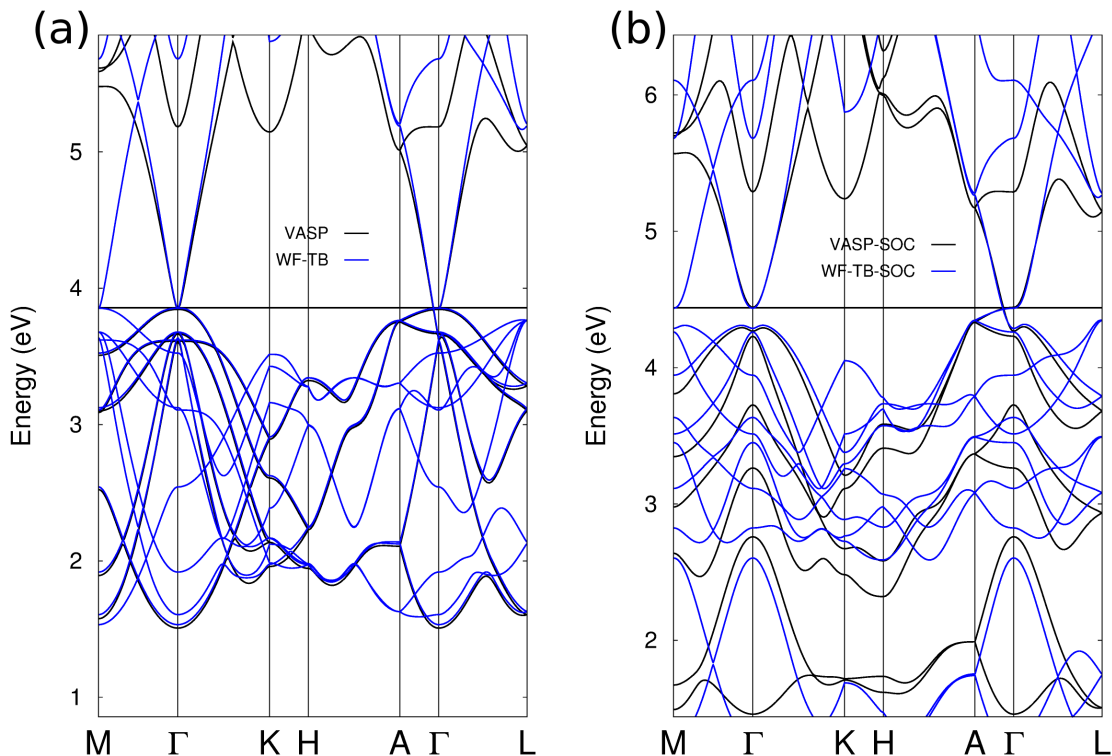 (a)
Energy (eV)
5
4
3
2
1
VASP
WF-TB
M Γ K H A Γ L
(b)
Energy (eV)
6
5
4
3
2
VASP-SOC
WF-TB-SOC
M Γ K H A Γ L